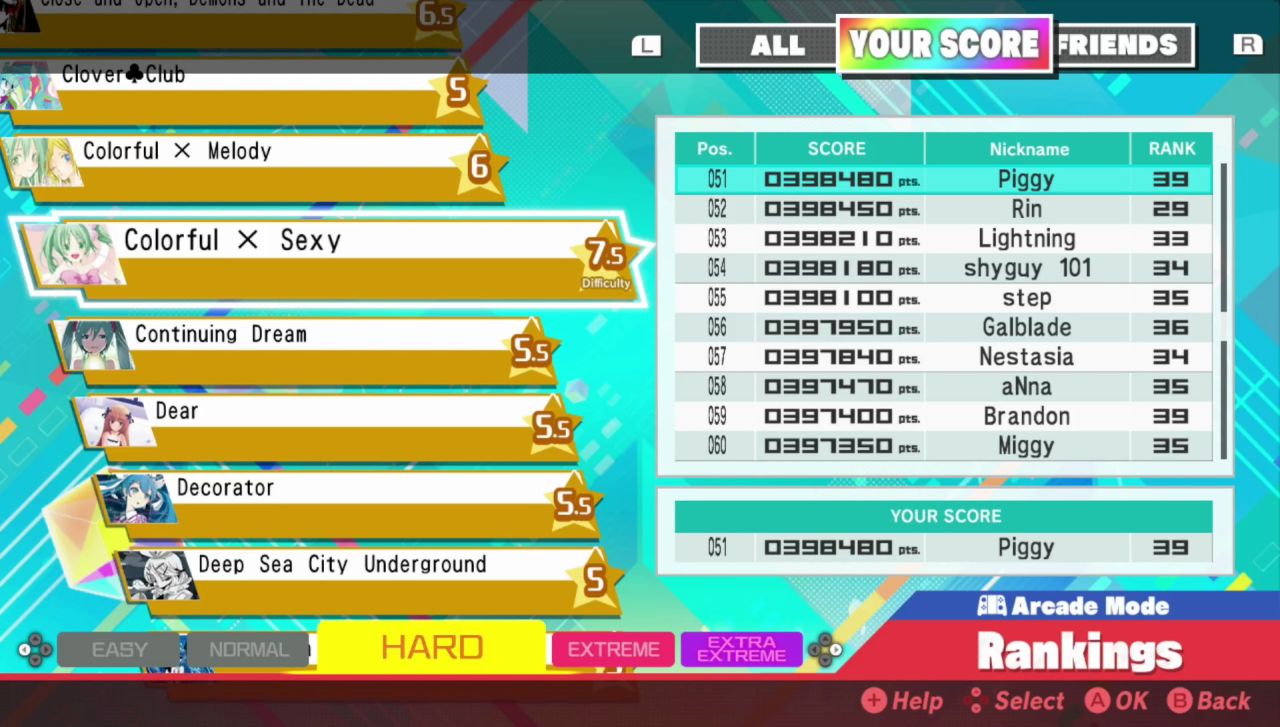 Close and Open, Demons and The Dead
6.5
Clover♣Club
5
Colorful × Melody
6
Colorful × Sexy
7.5
Difficulty
Continuing Dream
5.5
Dear
5.5
Decorator
5.5
Deep Sea City Underground
5
L
ALL
YOUR SCORE
FRIENDS
R
Pos. SCORE Nickname RANK
051 0398480 pts. Piggy 39
052 0398450 pts. Rin 29
053 0398210 pts. Lightning 33
054 0398180 pts. shyguy 101 34
055 0398100 pts. step 35
056 0397950 pts. Galblade 36
057 0397840 pts. Nestasia 34
058 0397470 pts. aNna 35
059 0397400 pts. Brandon 39
060 0397350 pts. Miggy 35
YOUR SCORE
051 0398480 pts. Piggy 39
Arcade Mode
Rankings
EASY
NORMAL
HARD
EXTREME
EXTRA
EXTREME
+ Help
Select
A OK
B Back